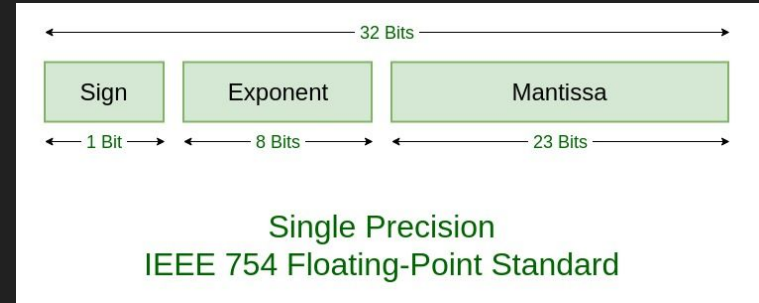 32 Bits
Sign Exponent Mantissa
1 Bit 8 Bits 23 Bits
Single Precision
IEEE 754 Floating-Point Standard